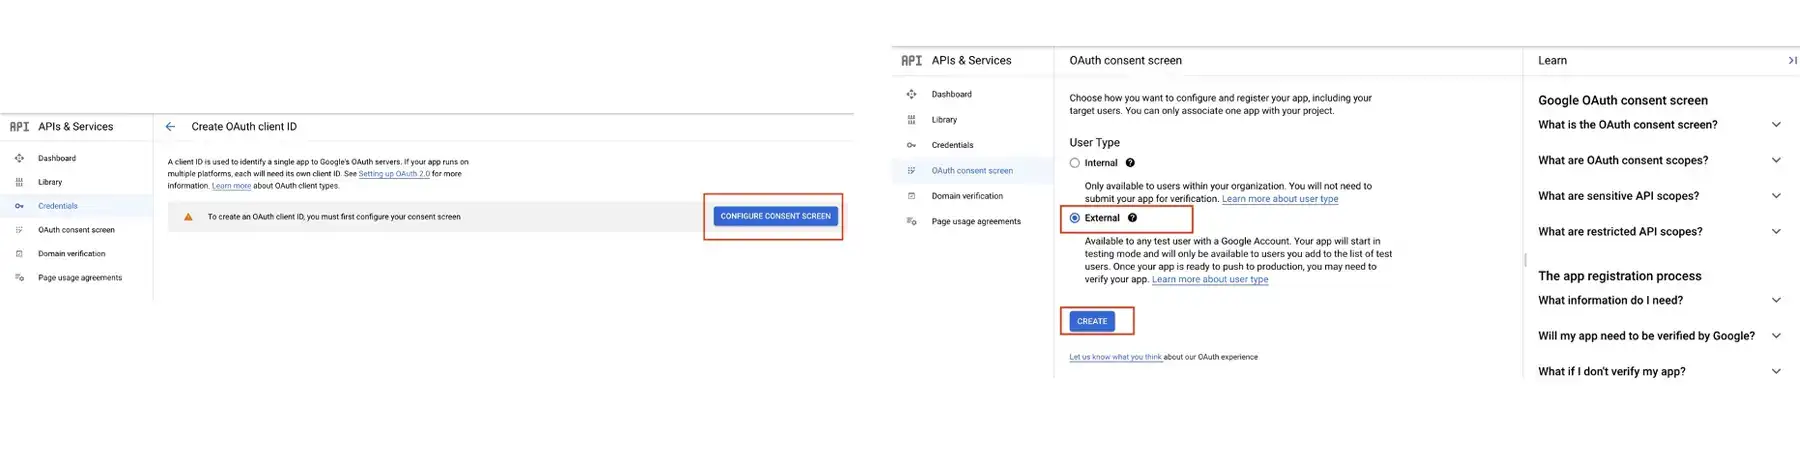 API APIs & Services
Dashboard
Library
Credentials
OAuth consent screen
Domain verification
Page usage agreements
Create OAuth client ID
A client ID is used to identify a single app to Google's OAuth servers. If your app runs on
multiple platforms, each will need its own client ID. See Setting up OAuth 2.0 for more
information. Learn more about OAuth client types.
To create an OAuth client ID, you must first configure your consent screen
CONFIGURE CONSENT SCREEN
API APIs & Services
Dashboard
Library
Credentials
OAuth consent screen
Domain verification
Page usage agreements
OAuth consent screen
Choose how you want to configure and register your app, including your
target users. You can only associate one app with your project.
User Type
Internal
Only available to users within your organization. You will not need to
submit your app for verification. Learn more about user type
External
Available to any test user with a Google Account. Your app will start in
testing mode and will only be available to users you add to the list of test
users. Once your app is ready to push to production, you may need to
verify your app. Learn more about user type
CREATE
Let us know what you think about our OAuth experience
Learn
Google OAuth consent screen
What is the OAuth consent screen?
What are OAuth consent scopes?
What are sensitive API scopes?
What are restricted API scopes?
The app registration process
What information do I need?
Will my app need to be verified by Google?
What if I don't verify my app?